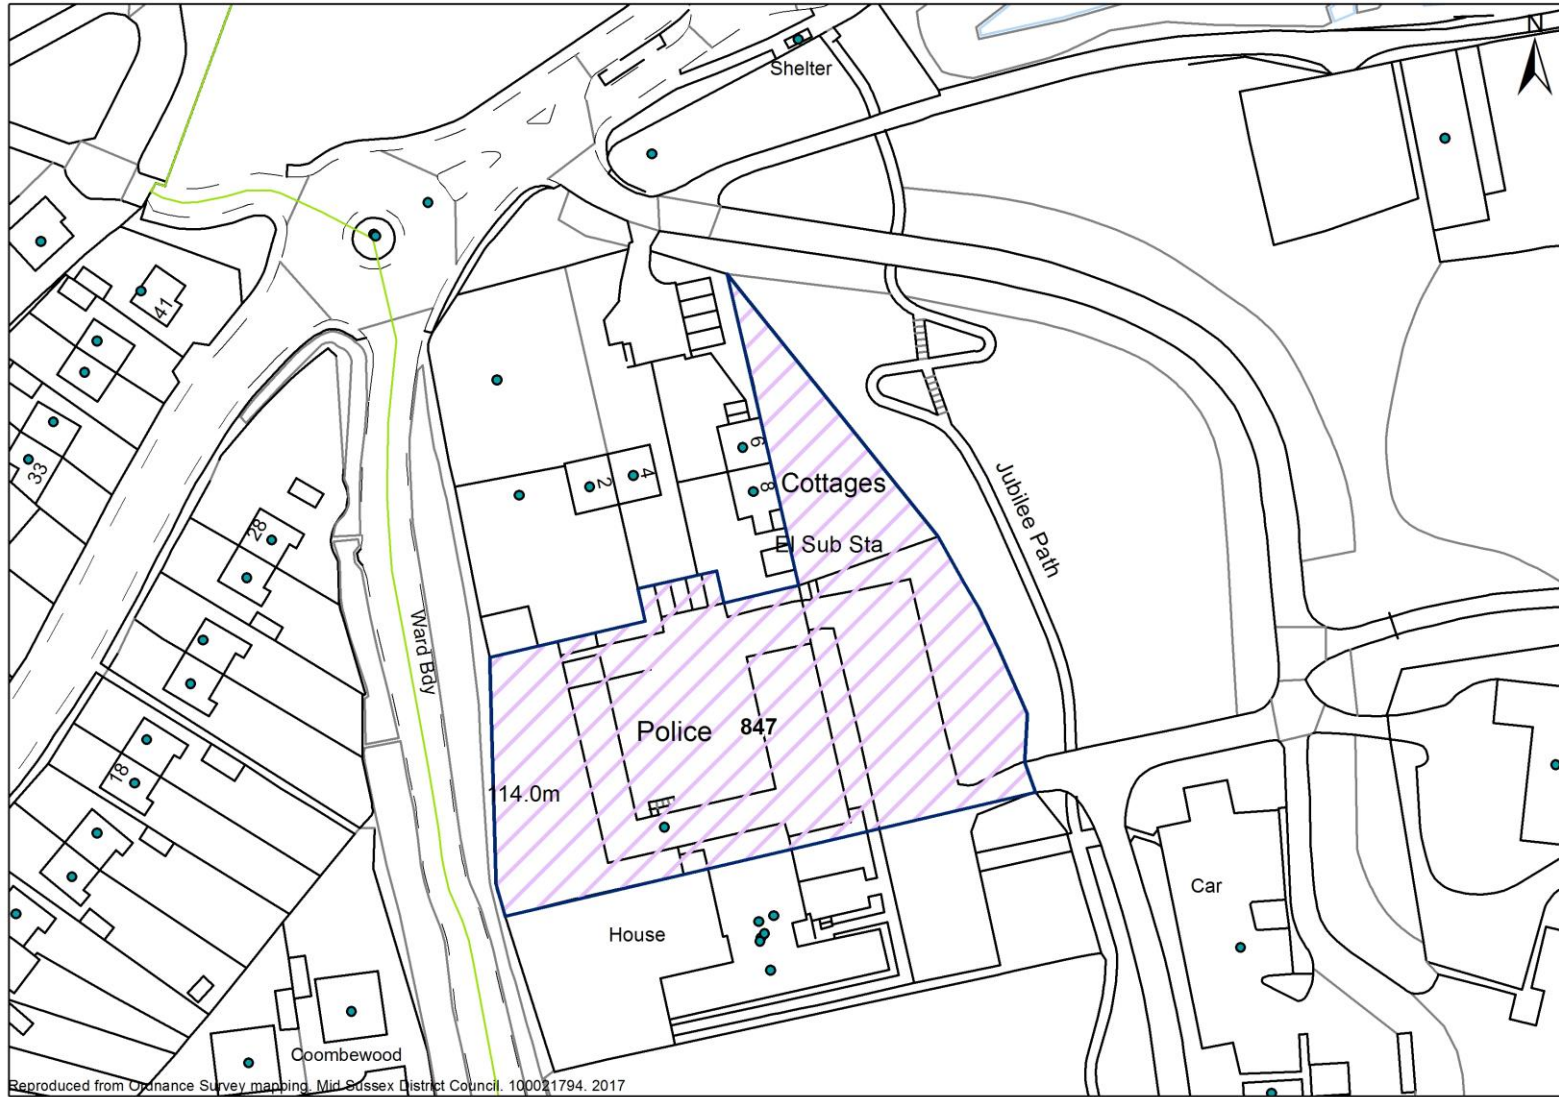 N
Shelter
41
33
6
8
2
4
Cottages
El Sub Sta
Jubilee Path
28
Ward Bdy
18
Police
847
114.0m
House
Car
Coombewood
Reproduced from Ordnance Survey mapping. Mid Sussex District Council. 100021794. 2017